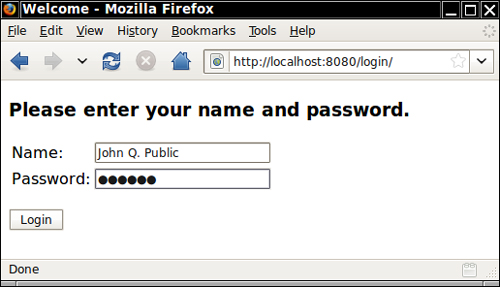 Welcome - Mozilla Firefox
File Edit View History Bookmarks Tools Help
http://localhost:8080/login/
Please enter your name and password.
Name: John Q. Public
Password: ●●●●●●
Login
Done